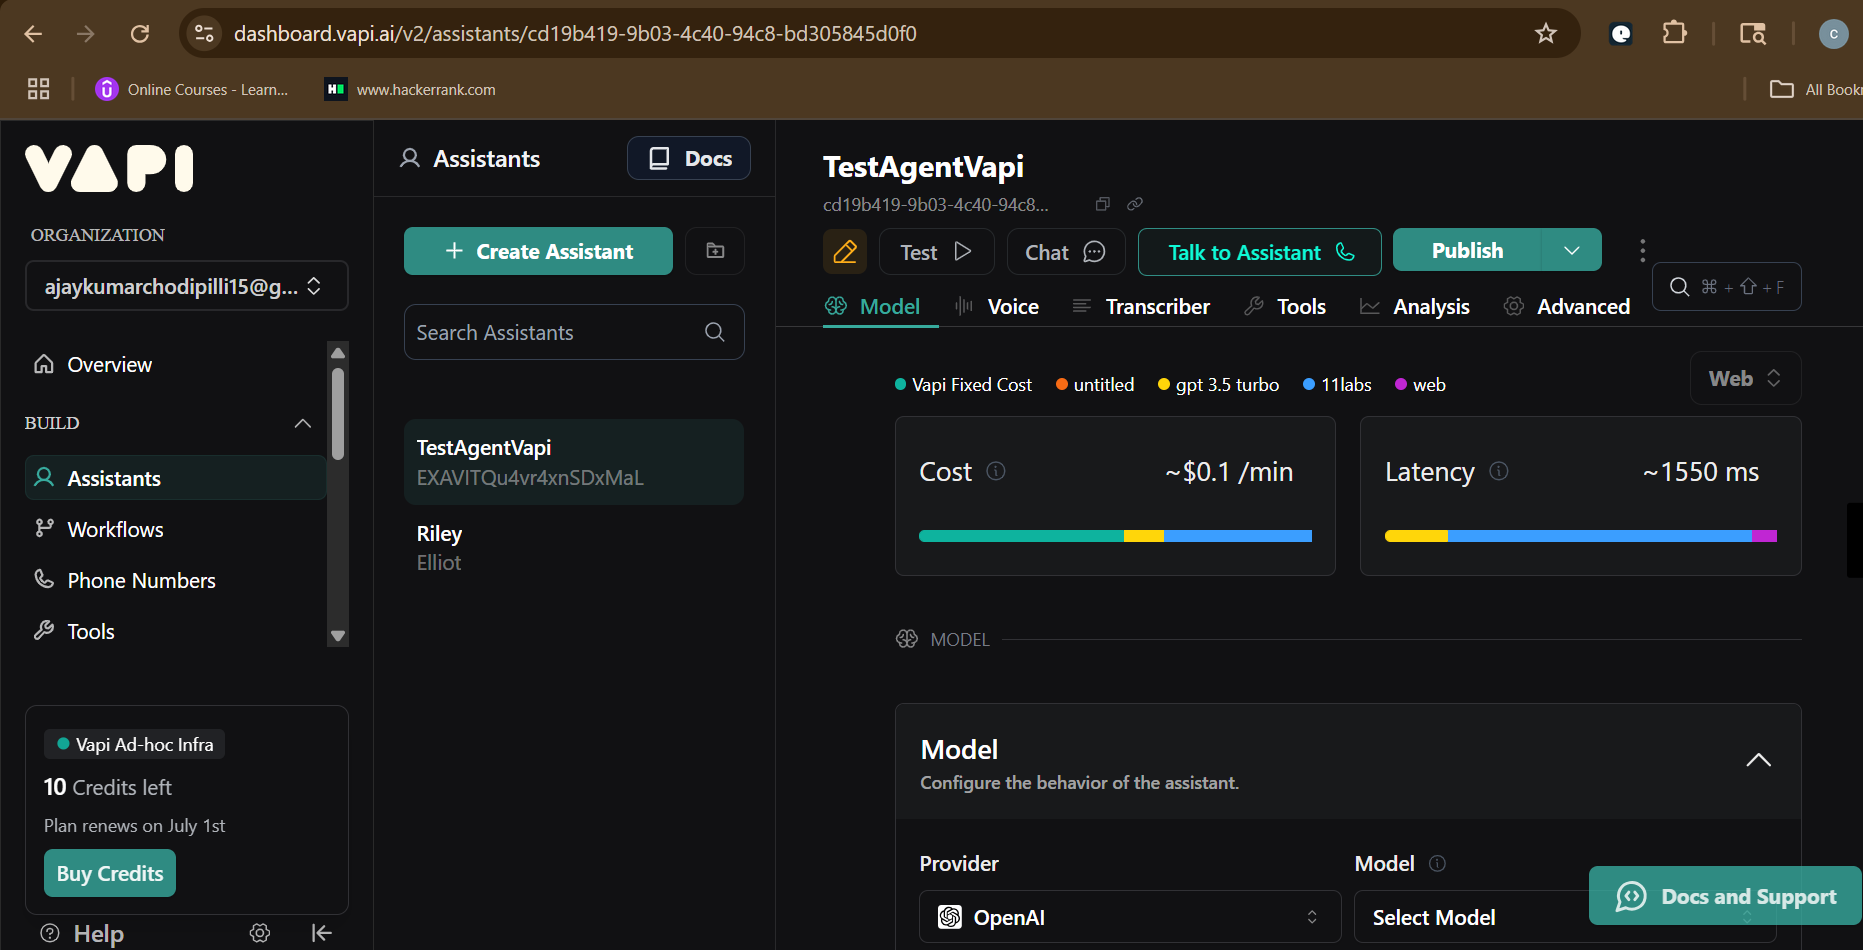 dashboard.vapi.ai/v2/assistants/cd19b419-9b03-4c40-94c8-bd305845d0f0
c
Online Courses - Learn...
www.hackerrank.com
All Bookr
VAPI
ORGANIZATION
ajaykumarchodipilli15@g...
Overview
BUILD
Assistants
Workflows
Phone Numbers
Tools
Vapi Ad-hoc Infra
10 Credits left
Plan renews on July 1st
Buy Credits
Help
Assistants
Docs
+ Create Assistant
Search Assistants
TestAgentVapi
EXAVITQu4vr4xnSDxMaL
Riley
Elliot
TestAgentVapi
cd19b419-9b03-4c40-94c8...
Test
Chat
Talk to Assistant
Publish
⌘ + ⇧ + F
Model
Voice
Transcriber
Tools
Analysis
Advanced
Vapi Fixed Cost
untitled
gpt 3.5 turbo
11labs
web
Web
Cost
~$0.1 /min
Latency
~1550 ms
MODEL
Model
Configure the behavior of the assistant.
Provider
Model
OpenAI
Select Model
Docs and Support